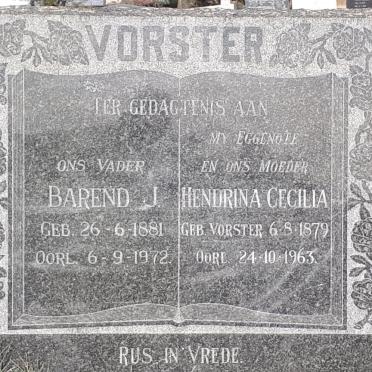 VORSTER
TER GEDAGTENIS AAN
ONS VADER
BAREND J.
GEB. 26-6-1881
OORL. 6-9-1972.
MY EGGENOTE
EN ONS MOEDER
HENDRINA CECILIA
GEB. VORSTER 6-8-1879
OORL. 24-10-1963.
RUS IN VREDE.